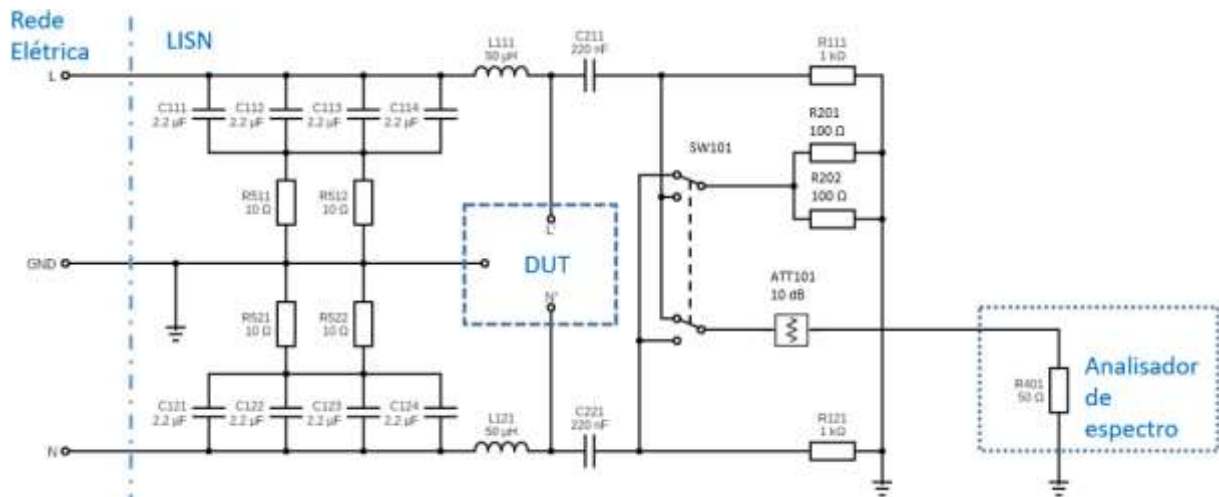 Rede
Elétrica
LISN
L
L111
50 µH
C211
220 nF
R111
1 kΩ
C111
2.2 µF
C112
2.2 µF
C113
2.2 µF
C114
2.2 µF
R201
100 Ω
SW101
R202
100 Ω
R511
10 Ω
R512
10 Ω
L'
GND
DUT
ATT101
10 dB
N'
R521
10 Ω
R522
10 Ω
R401
50 Ω
Analisador
de
espectro
C121
2.2 µF
C122
2.2 µF
C123
2.2 µF
C124
2.2 µF
L121
50 µH
C221
220 nF
R121
1 kΩ
N